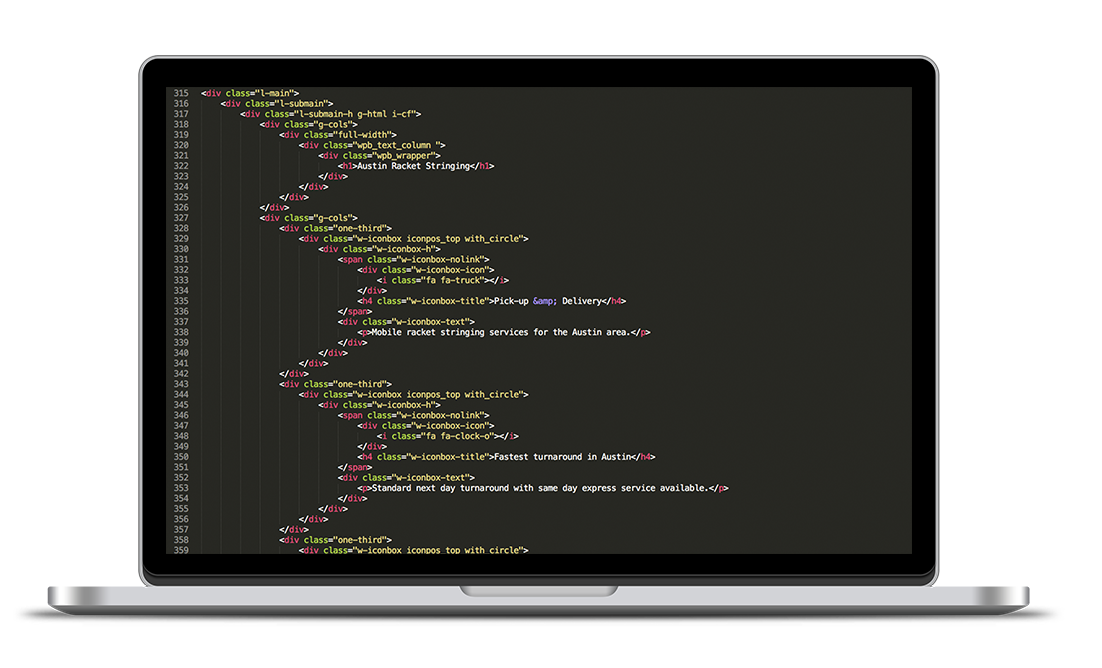 315 <div class="l-main">
316 <div class="l-submain">
317 <div class="l-submain-h g-html i-cf">
318 <div class="g-cols">
319 <div class="full-width">
320 <div class="wpb_text_column ">
321 <div class="wpb_wrapper">
322 <h1>Austin Racket Stringing</h1>
323 </div>
324 </div>
325 </div>
326 </div>
327 <div class="g-cols">
328 <div class="one-third">
329 <div class="w-iconbox iconpos_top with_circle">
330 <div class="w-iconbox-h">
331 <span class="w-iconbox-nolink">
332 <div class="w-iconbox-icon">
333 <i class="fa fa-truck"></i>
334 </div>
335 <h4 class="w-iconbox-title">Pick-up &amp; Delivery</h4>
336 </span>
337 <div class="w-iconbox-text">
338 <p>Mobile racket stringing services for the Austin area.</p>
339 </div>
340 </div>
341 </div>
342 </div>
343 <div class="one-third">
344 <div class="w-iconbox iconpos_top with_circle">
345 <div class="w-iconbox-h">
346 <span class="w-iconbox-nolink">
347 <div class="w-iconbox-icon">
348 <i class="fa fa-clock-o"></i>
349 </div>
350 <h4 class="w-iconbox-title">Fastest turnaround in Austin</h4>
351 </span>
352 <div class="w-iconbox-text">
353 <p>Standard next day turnaround with same day express service available.</p>
354 </div>
355 </div>
356 </div>
357 </div>
358 <div class="one-third">
359 <div class="w-iconbox iconpos_top with_circle">